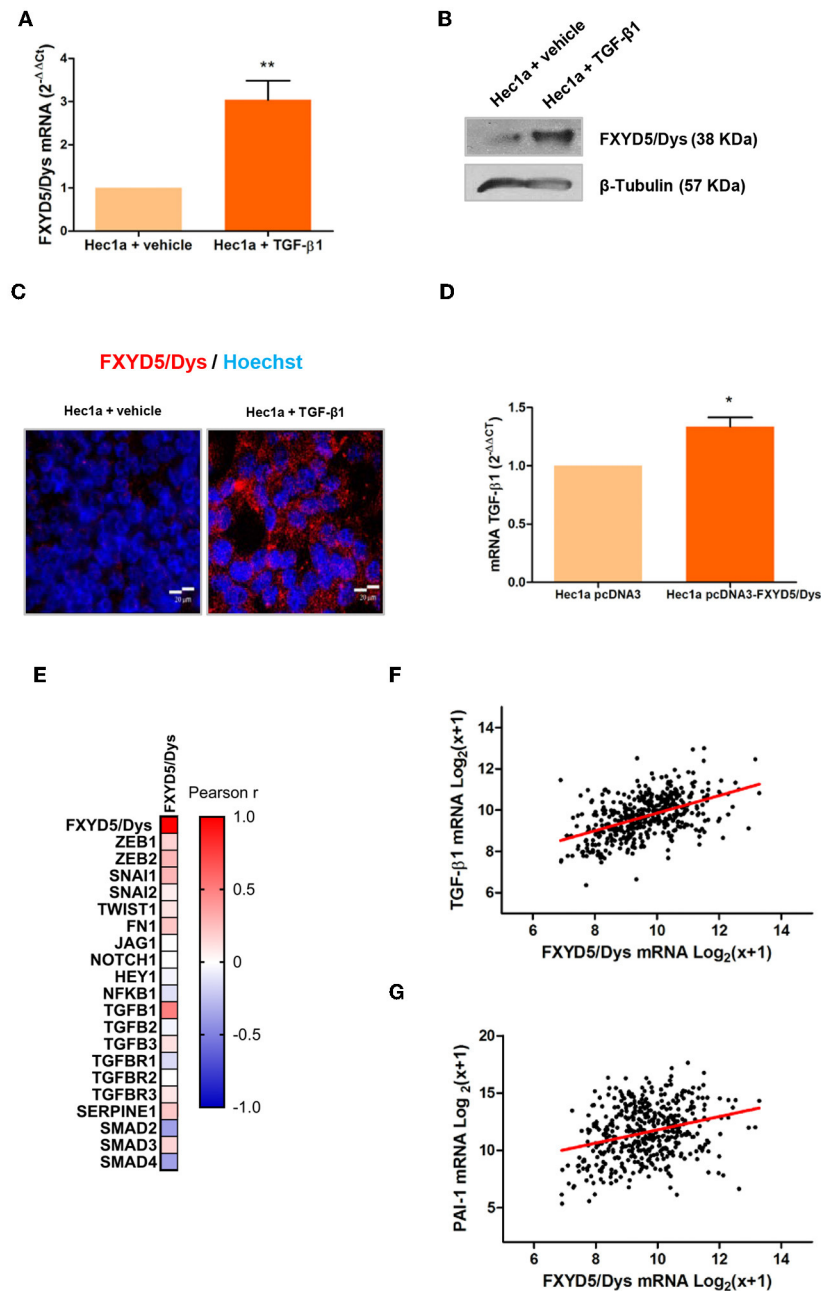 A
FXYD5/Dys mRNA (2^-ΔΔCt)
4
3
2
1
0
**
Hec1a + vehicle
Hec1a + TGF-β1
B
Hec1a + vehicle
Hec1a + TGF-β1
FXYD5/Dys (38 KDa)
β-Tubulin (57 KDa)
C
FXYD5/Dys / Hoechst
Hec1a + vehicle
Hec1a + TGF-β1
20 μm
20 μm
D
mRNA TGF-β1 (2^-ΔΔCT)
1.5
1.0
0.5
0.0
*
Hec1a pcDNA3
Hec1a pcDNA3-FXYD5/Dys
E
FXYD5/Dys
Pearson r
FXYD5/Dys
ZEB1
ZEB2
SNAI1
SNAI2
TWIST1
FN1
JAG1
NOTCH1
HEY1
NFKB1
TGFB1
TGFB2
TGFB3
TGFBR1
TGFBR2
TGFBR3
SERPINE1
SMAD2
SMAD3
SMAD4
1.0
0.5
0
-0.5
-1.0
F
TGF-β1 mRNA Log2(x+1)
14
12
10
8
6
6 8 10 12 14
FXYD5/Dys mRNA Log2(x+1)
G
PAI-1 mRNA Log 2(x+1)
20
15
10
5
6 8 10 12 14
FXYD5/Dys mRNA Log2(x+1)